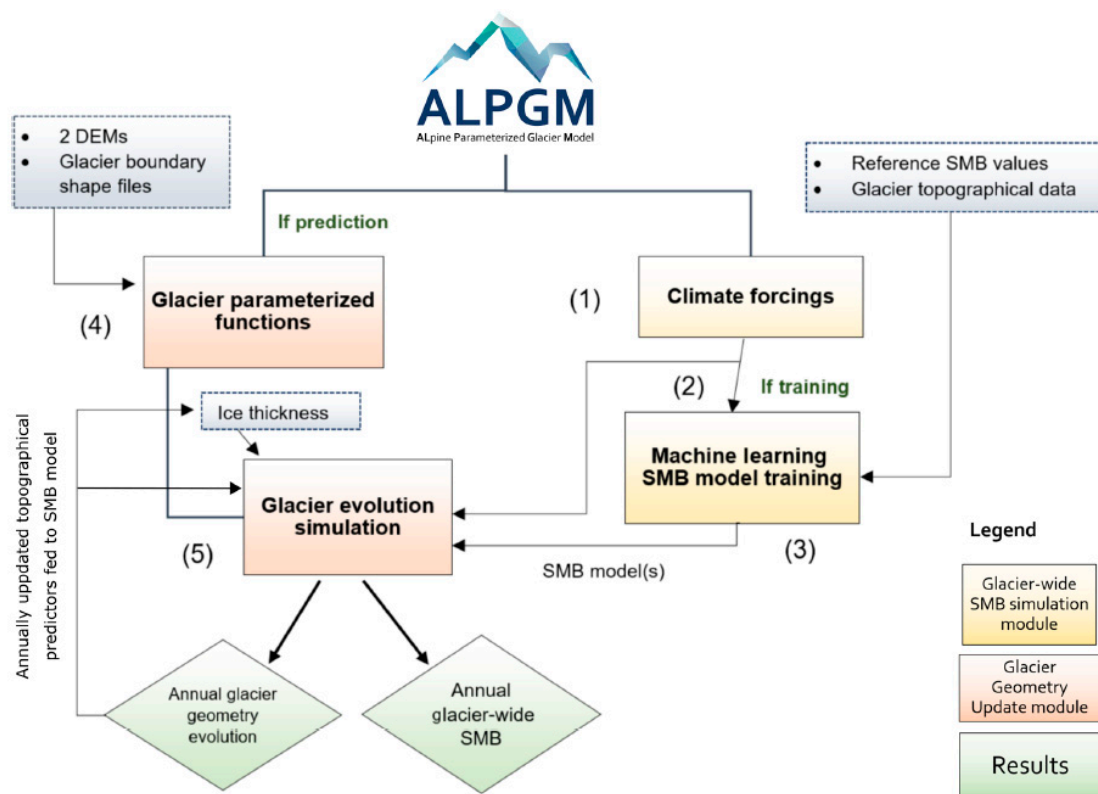 ALPGM
ALpine Parameterized Glacier Model
• 2 DEMs
• Glacier boundary
shape files
• Reference SMB values
• Glacier topographical data
If prediction
Glacier parameterized
functions
(4)
(1)
Climate forcings
(2)
If training
Ice thickness
Machine learning
SMB model training
(3)
Glacier evolution
simulation
(5)
SMB model(s)
Annually uppdated topographical
predictors fed to SMB model
Annual glacier
geometry
evolution
Annual
glacier-wide
SMB
Legend
Glacier-wide
SMB simulation
module
Glacier
Geometry
Update module
Results